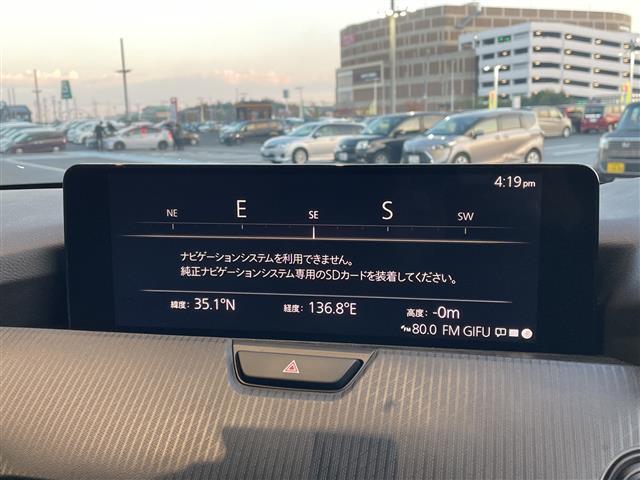 4:19 pm
NE E SE S SW
ナビゲーションシステムを利用できません。
純正ナビゲーションシステム専用のSDカードを装着してください。
緯度: 35.1°N 経度: 136.8°E 高度: -0m
80.0 FM GIFU